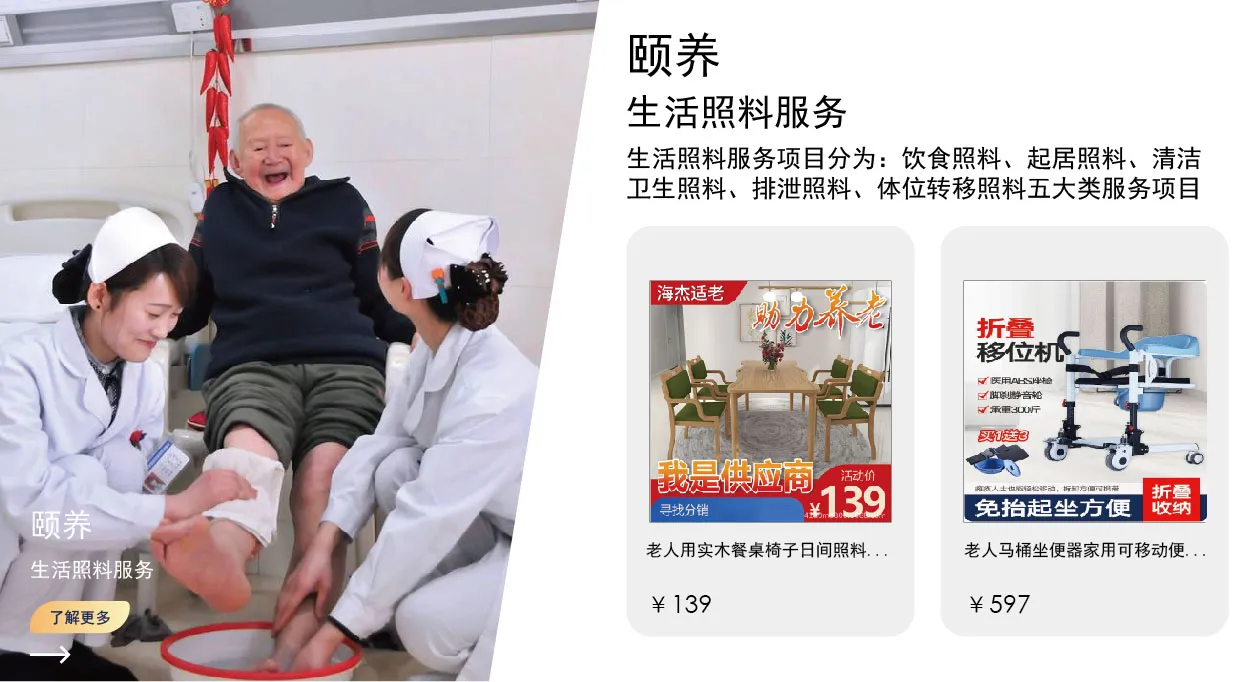 颐养
生活照料服务
了解更多
颐养
生活照料服务
生活照料服务项目分为：饮食照料、起居照料、清洁
卫生照料、排泄照料、体位转移照料五大类服务项目
海杰适老
助力养老
我是供应商
寻找分销
活动价
¥139
老人用实木餐桌椅子日间照料...
￥139
折叠
移位机
医用ABS座椅
脚刹静音轮
承重300斤
买1送3
免抬起坐方便
折叠
收纳
老人马桶坐便器家用可移动便...
￥597